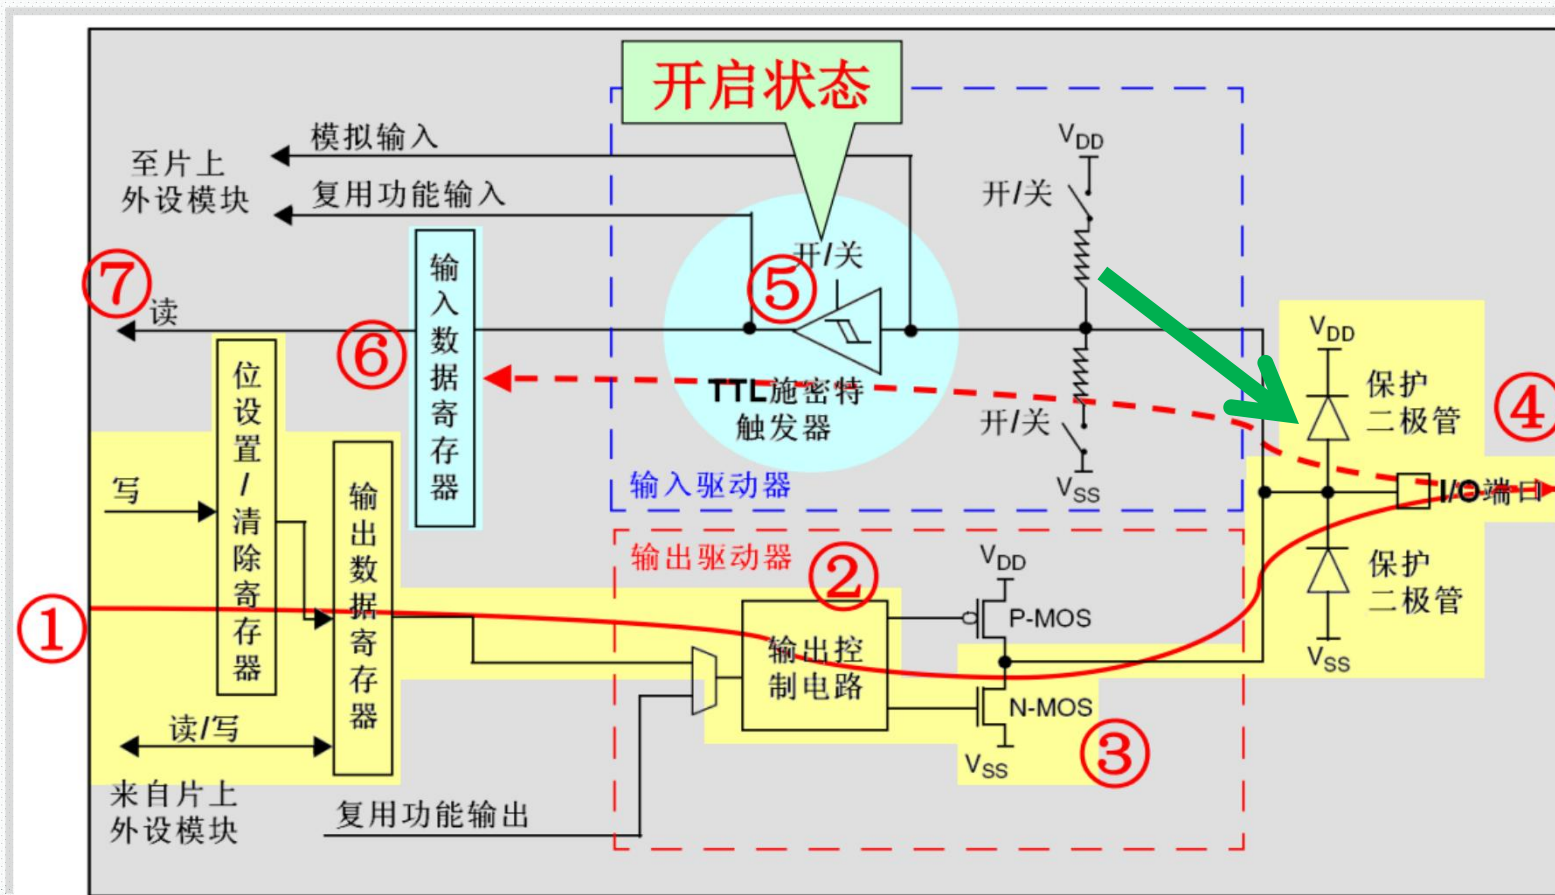 开启状态
模拟输入
至片上
外设模块
复用功能输入
V_DD
开/关
开/关
⑤
⑦
读
⑥
输入数据寄存器
TTL施密特
触发器
开/关
V_SS
输入驱动器
V_DD
保护
二极管
④
I/O端口
保护
二极管
V_SS
位设置/清除寄存器
写
输出数据寄存器
①
读/写
来自片上
外设模块
复用功能输出
输出驱动器
②
输出控
制电路
V_DD
P-MOS
N-MOS
V_SS
③